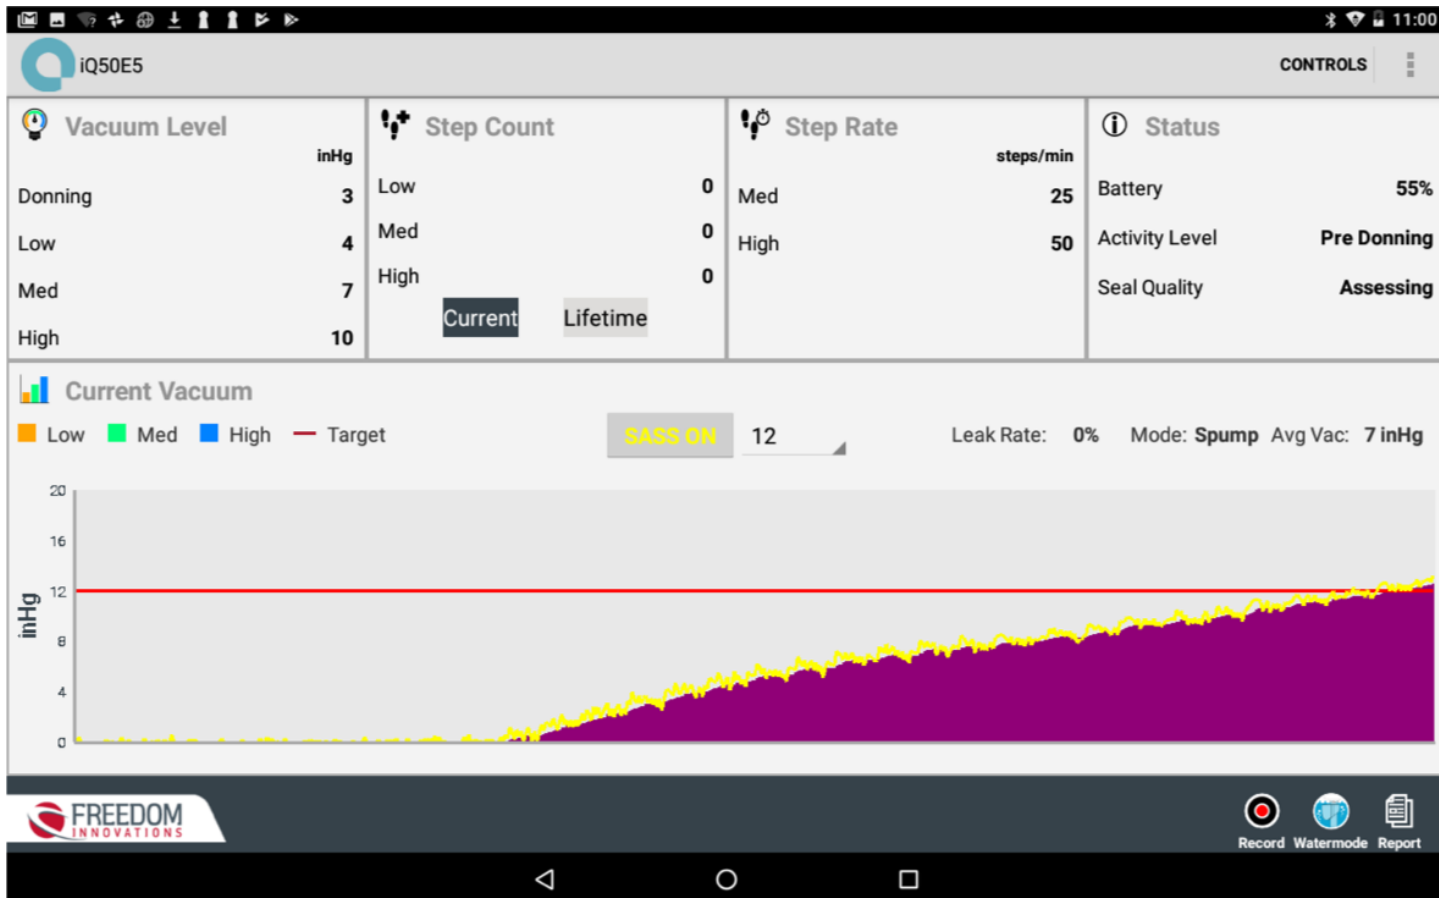 11:00
iQ50E5
CONTROLS
Vacuum Level
inHg
Donning 3
Low 4
Med 7
High 10
Step Count
Low 0
Med 0
High 0
Current Lifetime
Step Rate
steps/min
Med 25
High 50
Status
Battery 55%
Activity Level Pre Donning
Seal Quality Assessing
Current Vacuum
Low Med High Target SASS ON 12 Leak Rate: 0% Mode: Spump Avg Vac: 7 inHg
20
16
12
8
4
0
inHg
FREEDOM
INNOVATIONS
Record Watermode Report